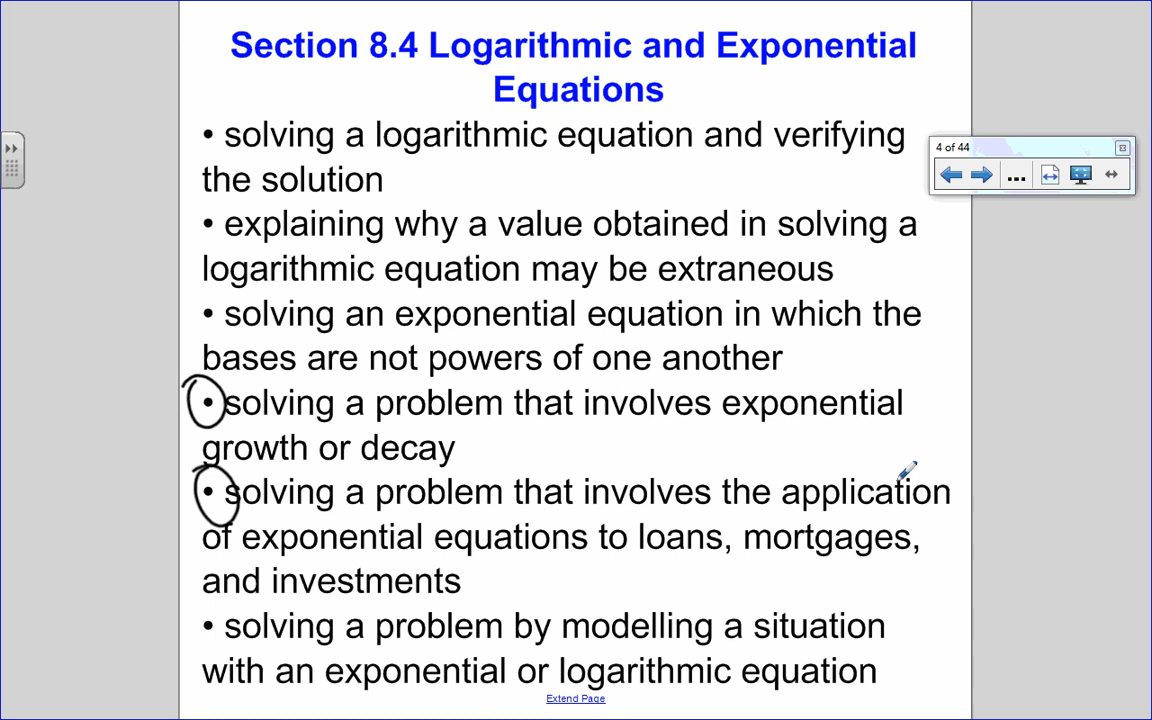 Section 8.4 Logarithmic and Exponential
Equations
• solving a logarithmic equation and verifying
the solution
• explaining why a value obtained in solving a
logarithmic equation may be extraneous
• solving an exponential equation in which the
bases are not powers of one another
• solving a problem that involves exponential
growth or decay
• solving a problem that involves the application
of exponential equations to loans, mortgages,
and investments
• solving a problem by modelling a situation
with an exponential or logarithmic equation
Extend Page
4 of 44
...